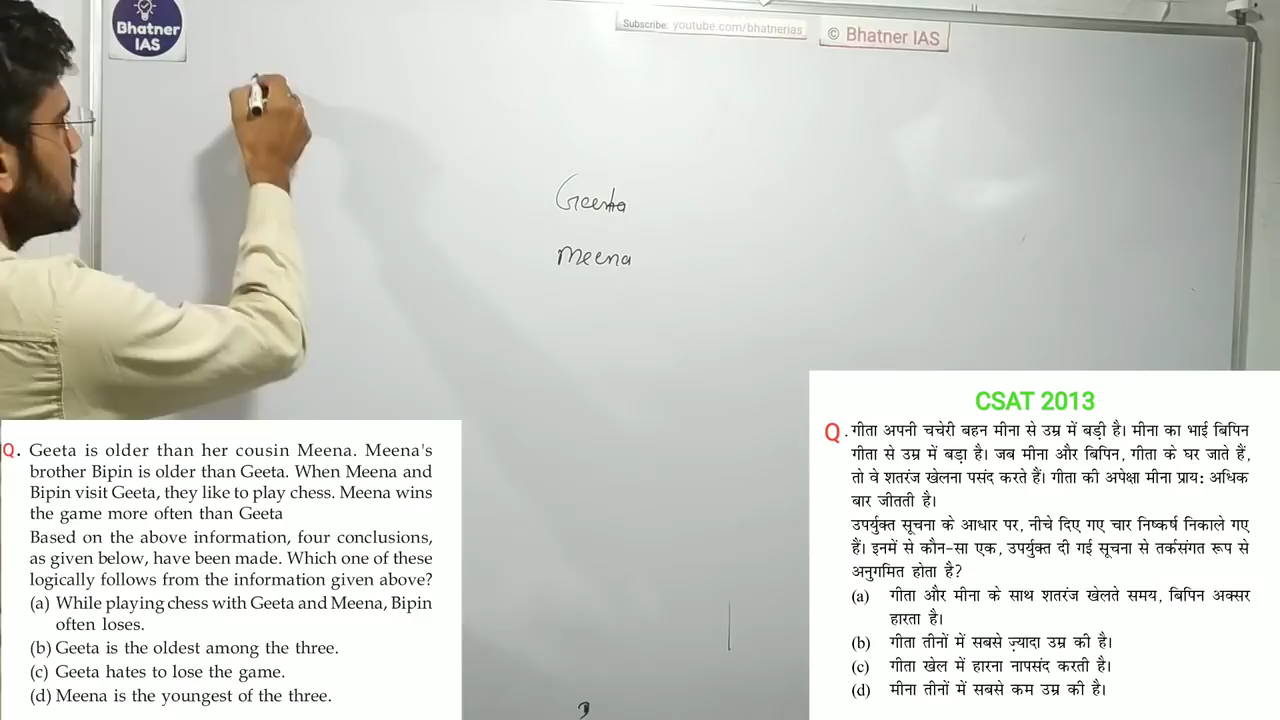 Bhatner
IAS
Subscribe: youtube.com/bhatnerias
© Bhatner IAS
Geeta
Meena
Q. Geeta is older than her cousin Meena. Meena's
brother Bipin is older than Geeta. When Meena and
Bipin visit Geeta, they like to play chess. Meena wins
the game more often than Geeta
Based on the above information, four conclusions,
as given below, have been made. Which one of these
logically follows from the information given above?
(a) While playing chess with Geeta and Meena, Bipin
often loses.
(b) Geeta is the oldest among the three.
(c) Geeta hates to lose the game.
(d) Meena is the youngest of the three.
CSAT 2013
Q. गीता अपनी चचेरी बहन मीना से उम्र में बड़ी है। मीना का भाई बिपिन
गीता से उम्र में बड़ा है। जब मीना और बिपिन, गीता के घर जाते हैं,
तो वे शतरंज खेलना पसंद करते हैं। गीता की अपेक्षा मीना प्राय: अधिक
बार जीतती है।
उपर्युक्त सूचना के आधार पर, नीचे दिए गए चार निष्कर्ष निकाले गए
हैं। इनमें से कौन-सा एक, उपर्युक्त दी गई सूचना से तर्कसंगत रूप से
अनुगमित होता है?
(a) गीता और मीना के साथ शतरंज खेलते समय, बिपिन अक्सर
हारता है।
(b) गीता तीनों में सबसे ज़्यादा उम्र की है।
(c) गीता खेल में हारना नापसंद करती है।
(d) मीना तीनों में सबसे कम उम्र की है।